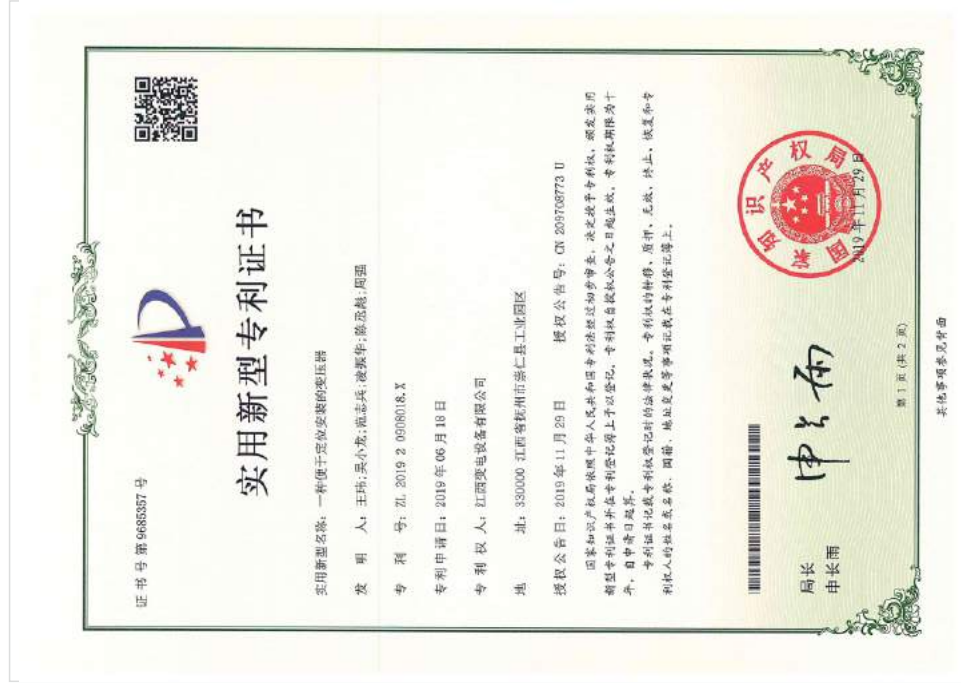 证书号第9685357号
实用新型专利证书
实用新型名称：一种便于定位安装的变压器
发明人：王玮;吴小龙;范志兵;凌振华;陈丞彪;周强
专利号：ZL 2019 2 0908018.X
专利申请日：2019年06月18日
专利权人：江西变电设备有限公司
地址：330000 江西省抚州市崇仁县工业园区
授权公告日：2019年11月29日 授权公告号：CN 209708773 U
国家知识产权局依照中华人民共和国专利法经过初步审查，决定授予专利权，颁发实用
新型专利证书并在专利登记簿上予以登记。专利权自授权公告之日起生效。专利权期限为十
年，自申请日起算。
专利证书记载专利权登记时的法律状况。专利权的转移、质押、无效、终止、恢复和专
利权人的姓名或名称、国籍、地址变更等事项记载在专利登记簿上。
局长
申长雨
申长雨
国家知识产权局
2019年11月29日
第 1 页 (共 2 页)
其他事项参见背面